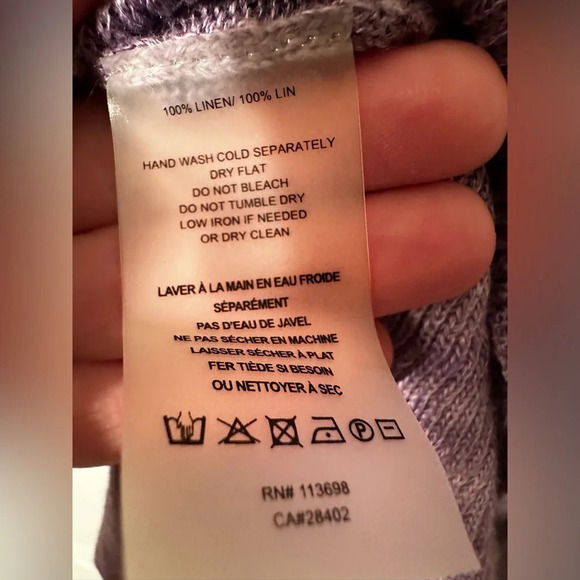 100% LINEN/ 100% LIN
HAND WASH COLD SEPARATELY
DRY FLAT
DO NOT BLEACH
DO NOT TUMBLE DRY
LOW IRON IF NEEDED
OR DRY CLEAN
LAVER À LA MAIN EN EAU FROIDE
SÉPARÉMENT
PAS D'EAU DE JAVEL
NE PAS SÉCHER EN MACHINE
LAISSER SÉCHER À PLAT
FER TIÈDE SI BESOIN
OU NETTOYER À SEC
P
RN# 113698
CA#28402